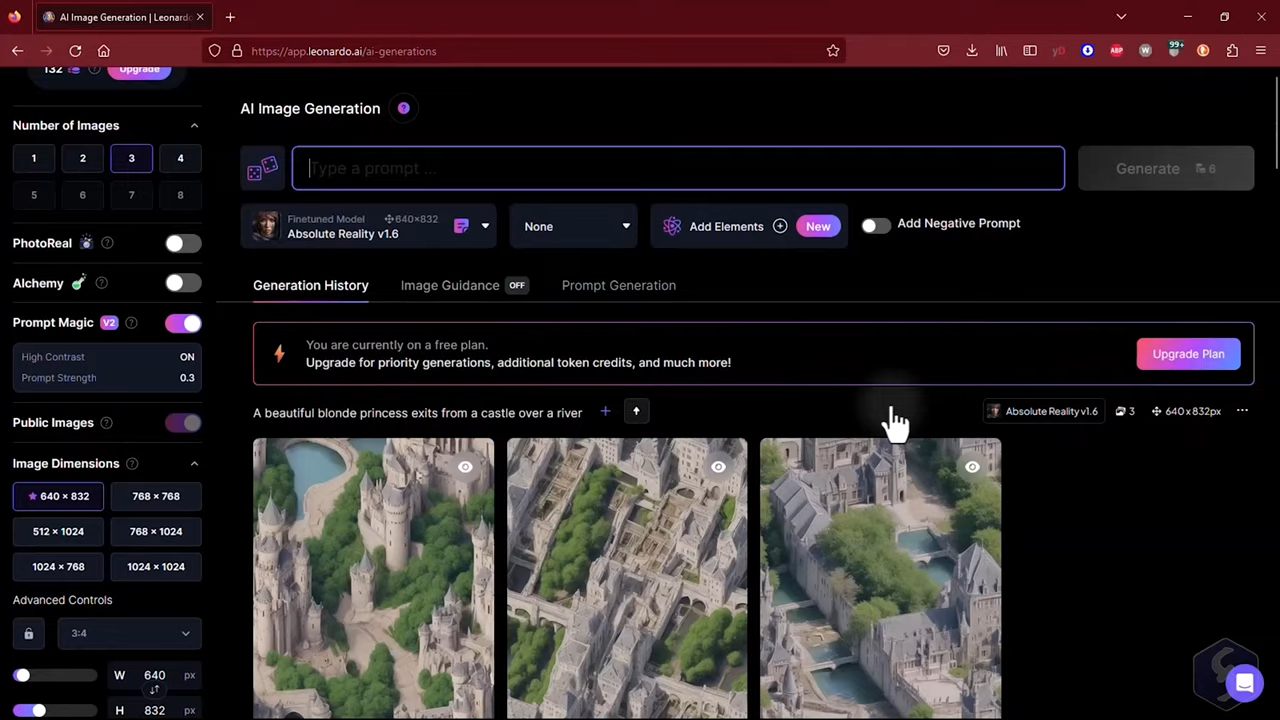 AI Image Generation | Leonardo
https://app.leonardo.ai/ai-generations
99+
132 Upgrade
Number of Images
1 2 3 4
5 6 7 8
PhotoReal
Alchemy
Prompt Magic V2
High Contrast ON
Prompt Strength 0.3
Public Images
Image Dimensions
640 × 832 768 × 768
512 × 1024 768 × 1024
1024 × 768 1024 × 1024
Advanced Controls
3:4
W 640 px
H 832 px
AI Image Generation ?
Type a prompt ...
Generate 6
Finetuned Model 640×832
Absolute Reality v1.6
None
Add Elements New
Add Negative Prompt
Generation History Image Guidance OFF Prompt Generation
You are currently on a free plan.
Upgrade for priority generations, additional token credits, and much more!
Upgrade Plan
A beautiful blonde princess exits from a castle over a river
Absolute Reality v1.6 3 640x832px